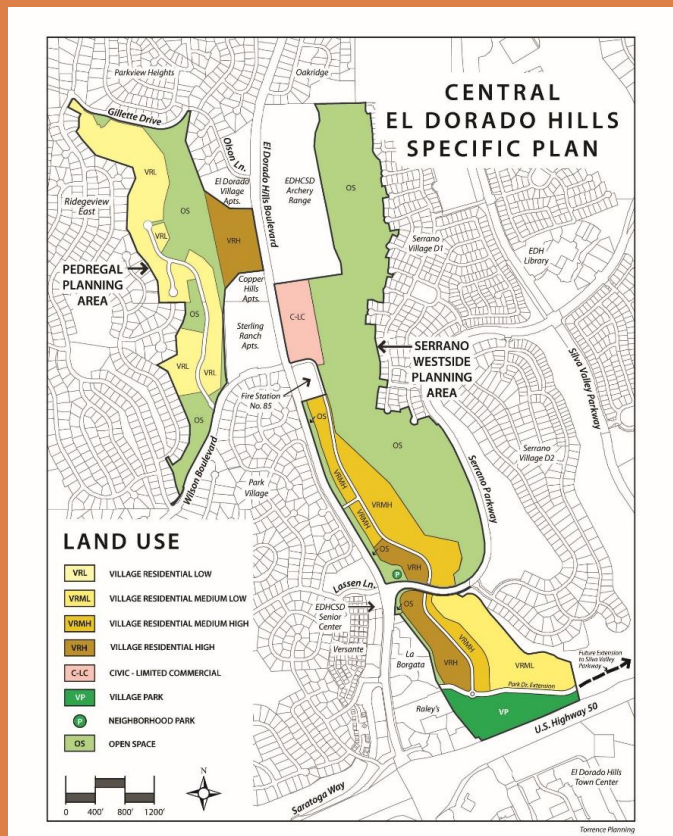 CENTRAL
EL DORADO HILLS
SPECIFIC PLAN
Parkview Heights
Oakridge
Gillette Drive
Olson Ln.
El Dorado
Village
Apts.
El Dorado Hills Boulevard
EDHCSD
Archery
Range
OS
VRL
OS
Ridgeview
East
VRL
VRH
Serrano
Village D1
EDH
Library
PEDREGAL
PLANNING
AREA
Copper
Hills
Apts.
C-LC
OS
Sterling
Ranch
Apts.
SERRANO
WESTSIDE
PLANNING
AREA
Silva Valley Parkway
VRL
VRL
Fire Station
No. 85
OS
OS
OS
Wilson Boulevard
Park
Village
VRMH
VRMH
VRMH
Serrano Parkway
Serrano
Village D2
OS
VRH
P
Lassen Ln.
OS
EDHCSD
Senior
Center
Versante
La
Borgata
VRH
VRMH
VRML
Future Extension
to Silva Valley
Parkway
Park Dr. Extension
Raley's
VP
U.S. Highway 50
Saratoga Way
El Dorado Hills
Town Center
LAND USE
VRL VILLAGE RESIDENTIAL LOW
VRML VILLAGE RESIDENTIAL MEDIUM LOW
VRMH VILLAGE RESIDENTIAL MEDIUM HIGH
VRH VILLAGE RESIDENTIAL HIGH
C-LC CIVIC - LIMITED COMMERCIAL
VP VILLAGE PARK
P NEIGHBORHOOD PARK
OS OPEN SPACE
0 400' 800' 1200'
N
Torrence Planning